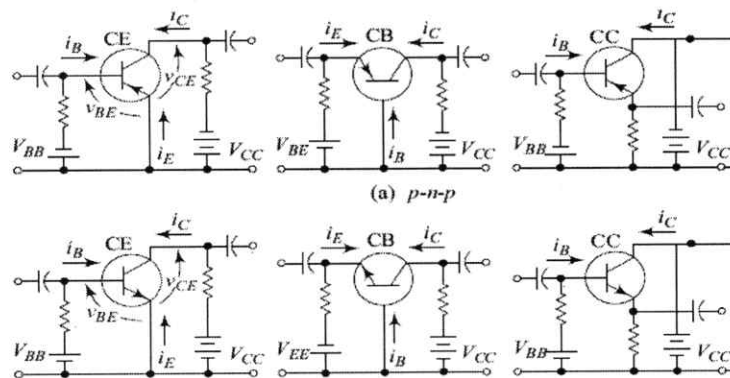 i_B CE i_C i_E CB i_C CC i_C
i_B
v_BE v_CE
V_BB i_E V_CC V_BE i_B V_CC V_BB V_CC
(a) p-n-p
i_B CE i_C i_E CB i_C CC i_C
i_B
v_BE v_CE
V_BB i_E V_CC V_EE i_B V_CC V_BB V_CC